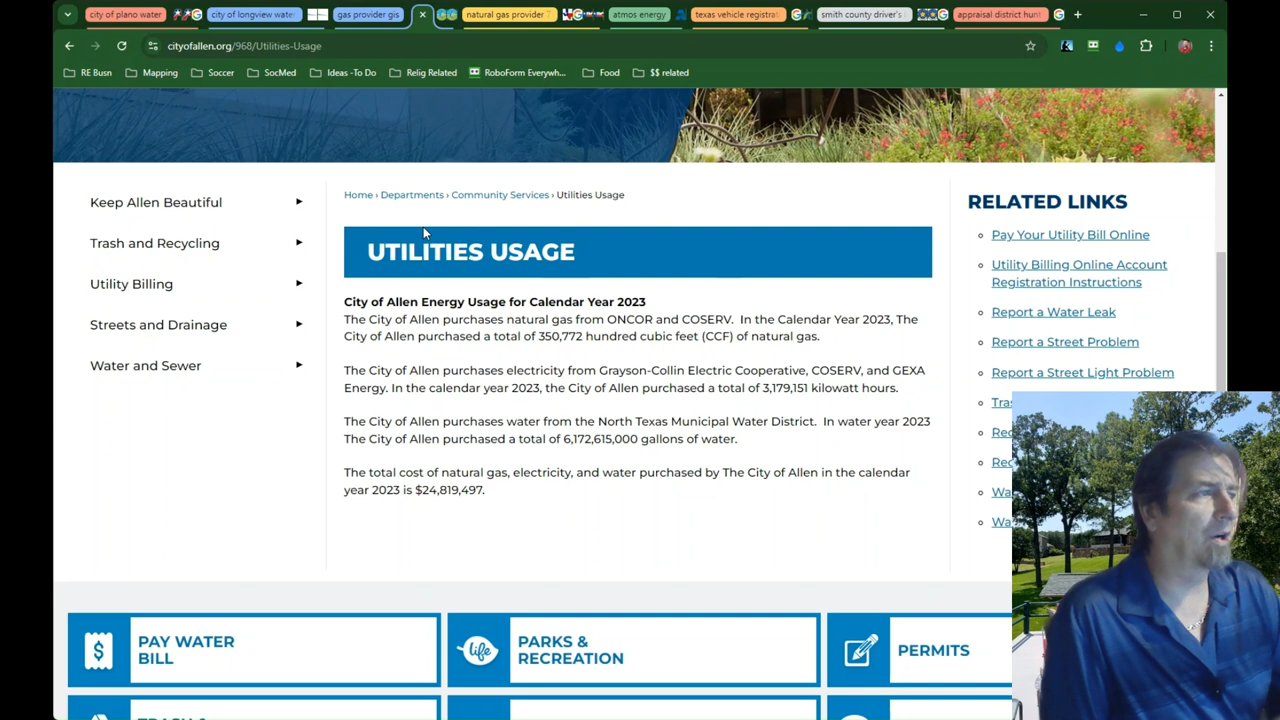 city of plano water
city of longview water
gas provider gis
natural gas provider 7
atmos energy
texas vehicle registrat
smith county driver's l
appraisal district hunt
cityofallen.org/968/Utilities-Usage
RE Busn
Mapping
Soccer
SocMed
Ideas -To Do
Relig Related
RoboForm Everywh...
Food
$$ related
Keep Allen Beautiful
Trash and Recycling
Utility Billing
Streets and Drainage
Water and Sewer
Home › Departments › Community Services › Utilities Usage
UTILITIES USAGE
City of Allen Energy Usage for Calendar Year 2023
The City of Allen purchases natural gas from ONCOR and COSERV.  In the Calendar Year 2023, The
City of Allen purchased a total of 350,772 hundred cubic feet (CCF) of natural gas.
The City of Allen purchases electricity from Grayson-Collin Electric Cooperative, COSERV, and GEXA
Energy. In the calendar year 2023, the City of Allen purchased a total of 3,179,151 kilowatt hours.
The City of Allen purchases water from the North Texas Municipal Water District.  In water year 2023
The City of Allen purchased a total of 6,172,615,000 gallons of water.
The total cost of natural gas, electricity, and water purchased by The City of Allen in the calendar
year 2023 is $24,819,497.
RELATED LINKS
Pay Your Utility Bill Online
Utility Billing Online Account
Registration Instructions
Report a Water Leak
Report a Street Problem
Report a Street Light Problem
Tra
Rec
Rec
Wa
Wa
PAY WATER
BILL
life
PARKS &
RECREATION
PERMITS
TRASH &